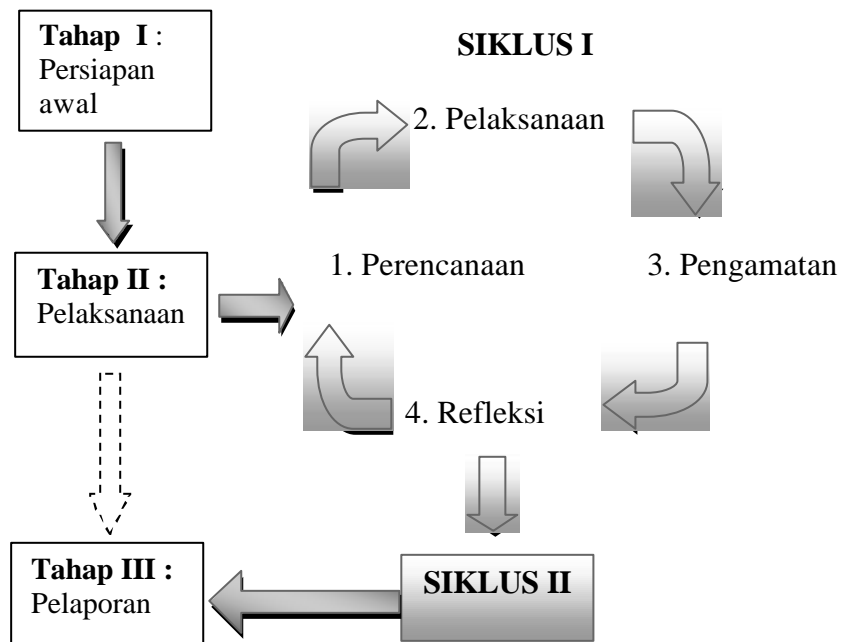 Tahap I :
Persiapan
awal
SIKLUS I
2. Pelaksanaan
Tahap II :
Pelaksanaan
1. Perencanaan
3. Pengamatan
4. Refleksi
Tahap III :
Pelaporan
SIKLUS II